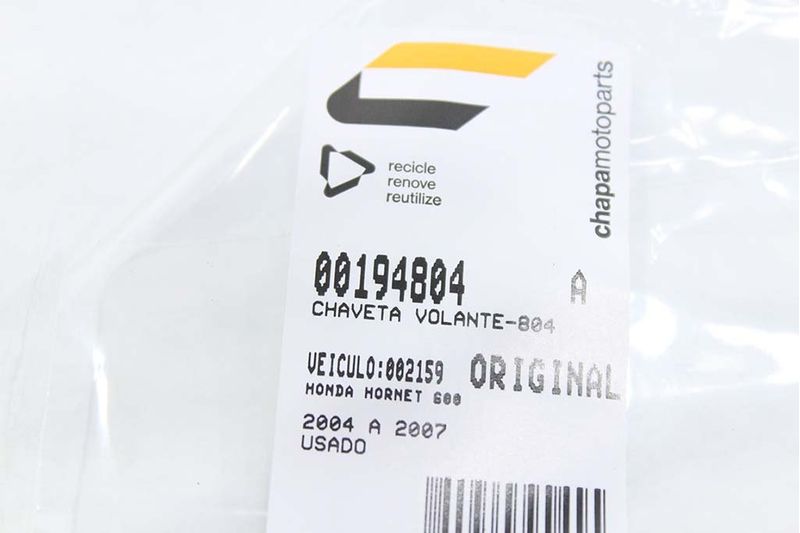 chapamotoparts
recicle
renove
reutilize
00194804 A
CHAVETA VOLANTE-804
VEICULO:002159 ORIGINAL
HONDA HORNET 600
2004 A 2007
USADO